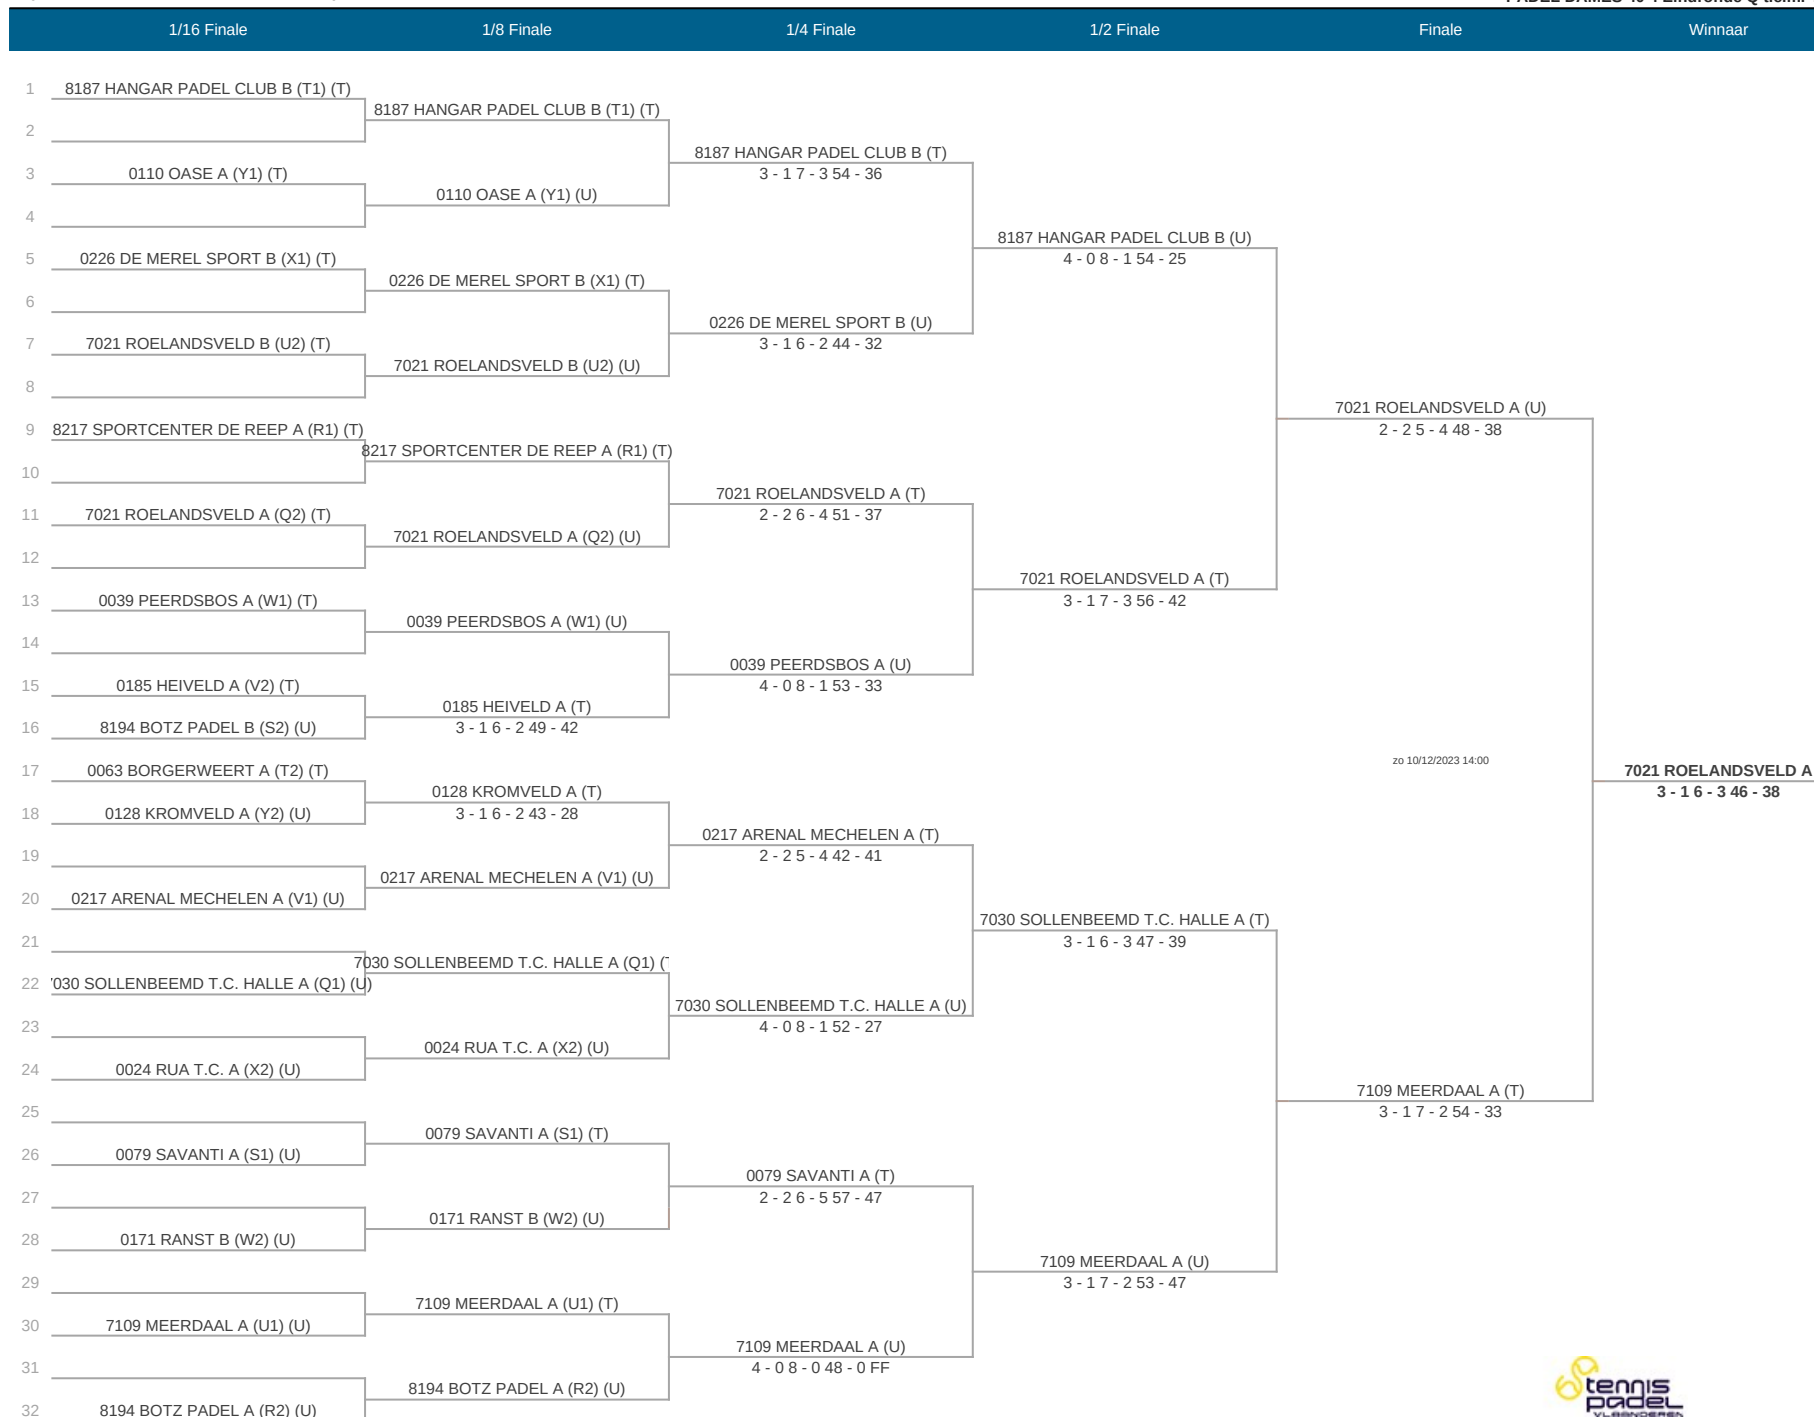 1/16 Finale 1/8 Finale 1/4 Finale 1/2 Finale Finale Winnaar
1 8187 HANGAR PADEL CLUB B (T1) (T)
8187 HANGAR PADEL CLUB B (T1) (T)
2
8187 HANGAR PADEL CLUB B (T)
3 0110 OASE A (Y1) (T)
3 - 1 7 - 3 54 - 36
0110 OASE A (Y1) (U)
4
8187 HANGAR PADEL CLUB B (U)
5 0226 DE MEREL SPORT B (X1) (T)
4 - 0 8 - 1 54 - 25
0226 DE MEREL SPORT B (X1) (T)
6
0226 DE MEREL SPORT B (U)
7 7021 ROELANDSVELD B (U2) (T)
3 - 1 6 - 2 44 - 32
7021 ROELANDSVELD B (U2) (U)
8
7021 ROELANDSVELD A (U)
9 8217 SPORTCENTER DE REEP A (R1) (T)
2 - 2 5 - 4 48 - 38
8217 SPORTCENTER DE REEP A (R1) (T)
10
7021 ROELANDSVELD A (T)
11 7021 ROELANDSVELD A (Q2) (T)
2 - 2 6 - 4 51 - 37
7021 ROELANDSVELD A (Q2) (U)
12
7021 ROELANDSVELD A (T)
13 0039 PEERDSBOS A (W1) (T)
3 - 1 7 - 3 56 - 42
0039 PEERDSBOS A (W1) (U)
14
0039 PEERDSBOS A (U)
15 0185 HEIVELD A (V2) (T)
4 - 0 8 - 1 53 - 33
0185 HEIVELD A (T)
16 8194 BOTZ PADEL B (S2) (U)
3 - 1 6 - 2 49 - 42
zo 10/12/2023 14:00
17 0063 BORGERWEERT A (T2) (T)
7021 ROELANDSVELD A
0128 KROMVELD A (T)
3 - 1 6 - 3 46 - 38
18 0128 KROMVELD A (Y2) (U)
3 - 1 6 - 2 43 - 28
0217 ARENAL MECHELEN A (T)
19
2 - 2 5 - 4 42 - 41
0217 ARENAL MECHELEN A (V1) (U)
20 0217 ARENAL MECHELEN A (V1) (U)
7030 SOLLENBEEMD T.C. HALLE A (T)
21
3 - 1 6 - 3 47 - 39
7030 SOLLENBEEMD T.C. HALLE A (Q1)
22 SOLLENBEEMD T.C. HALLE A (Q1) (U)
7030 SOLLENBEEMD T.C. HALLE A (U)
23
4 - 0 8 - 1 52 - 27
0024 RUA T.C. A (X2) (U)
24 0024 RUA T.C. A (X2) (U)
7109 MEERDAAL A (T)
25
3 - 1 7 - 2 54 - 33
0079 SAVANTI A (S1) (T)
26 0079 SAVANTI A (S1) (U)
0079 SAVANTI A (T)
27
2 - 2 6 - 5 57 - 47
0171 RANST B (W2) (U)
28 0171 RANST B (W2) (U)
7109 MEERDAAL A (U)
29
3 - 1 7 - 2 53 - 47
7109 MEERDAAL A (U1) (T)
30 7109 MEERDAAL A (U1) (U)
7109 MEERDAAL A (U)
31
4 - 0 8 - 0 48 - 0 FF
8194 BOTZ PADEL A (R2) (U)
32 8194 BOTZ PADEL A (R2) (U)
tennis
padel
VLAANDEREN